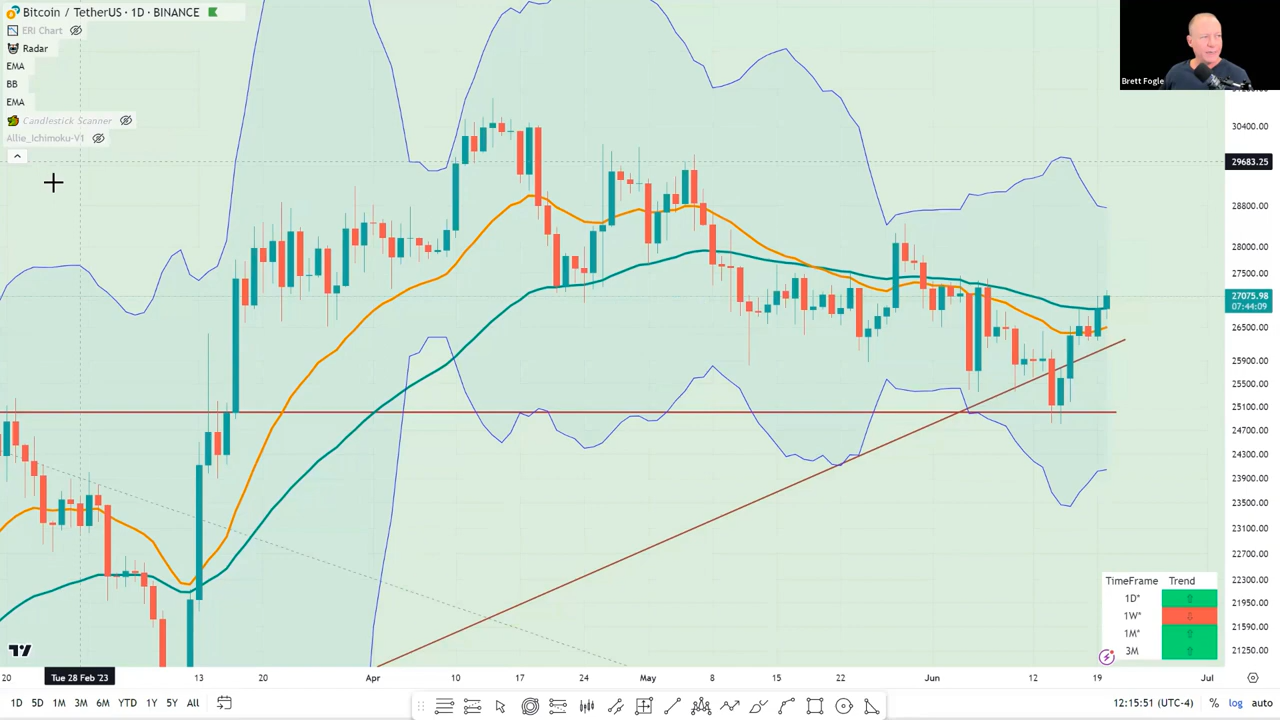 Bitcoin / TetherUS · 1D · BINANCE
ERI Chart
Radar
EMA
BB
EMA
Candlestick Scanner
Allie_Ichimoku-V1
Brett Fogle
30400.00
29683.25
28800.00
28000.00
27500.00
27075.98
07:44:09
26500.00
25900.00
25500.00
25100.00
24700.00
24300.00
23900.00
23500.00
23100.00
22700.00
22300.00
21950.00
21590.00
21250.00
TimeFrame Trend
1D*
1W*
1M*
3M
20 Tue 28 Feb '23 13 20 Apr 10 17 24 May 8 15 22 Jun 12 19 Jul
1D 5D 1M 3M 6M YTD 1Y 5Y All
12:15:51 (UTC-4) % log auto